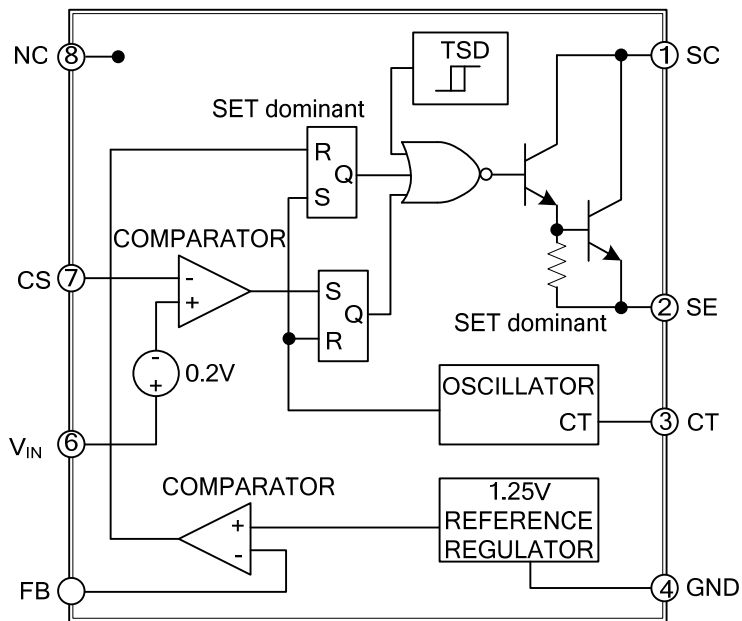 NC 8
1 SC
TSD
SET dominant
R
Q
S
COMPARATOR
CS 7
-
+
S
Q
R
2 SE
SET dominant
-
+
0.2V
OSCILLATOR
CT
3 CT
VIN 6
COMPARATOR
1.25V
REFERENCE
REGULATOR
+
-
FB
4 GND